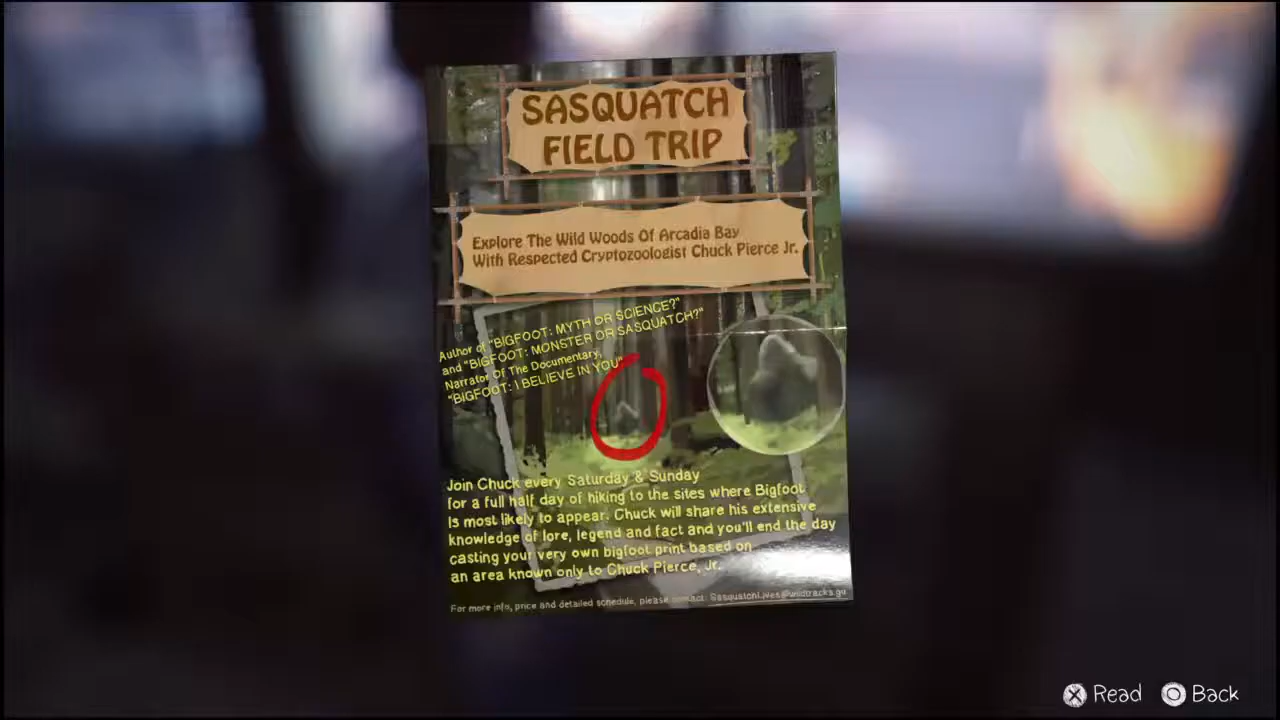 SASQUATCH
FIELD TRIP
Explore The Wild Woods Of Arcadia Bay
With Respected Cryptozoologist Chuck Pierce Jr.
Author of "BIGFOOT: MYTH OR SCIENCE?"
and "BIGFOOT: MONSTER OR SASQUATCH?"
Narrator Of The Documentary,
"BIGFOOT: I BELIEVE IN YOU"
Join Chuck every Saturday & Sunday
for a full half day of hiking to the sites where Bigfoot
is most likely to appear. Chuck will share his extensive
knowledge of lore, legend and fact and you'll end the day
casting your very own bigfoot print based on
an area known only to Chuck Pierce, Jr.
For more info, price and detailed schedule, please contact:
Read
Back